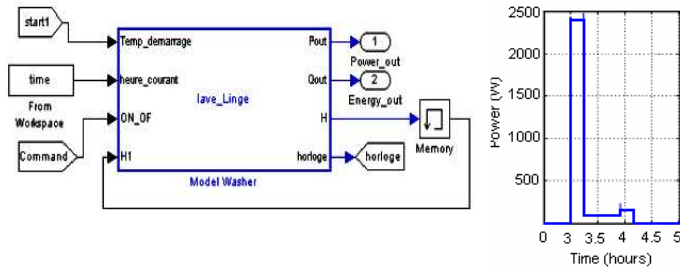 start1
time
From
Workspace
Command
Temp_demarrage
heure_courant
ON_OF
H1
lave_Linge
Pout
Qout
H
horloge
Model Washer
1
Power_out
2
Energy_out
horloge
Memory
Power (W)
2500
2000
1500
1000
500
0 3 3.5 4 4.5 5
Time (hours)